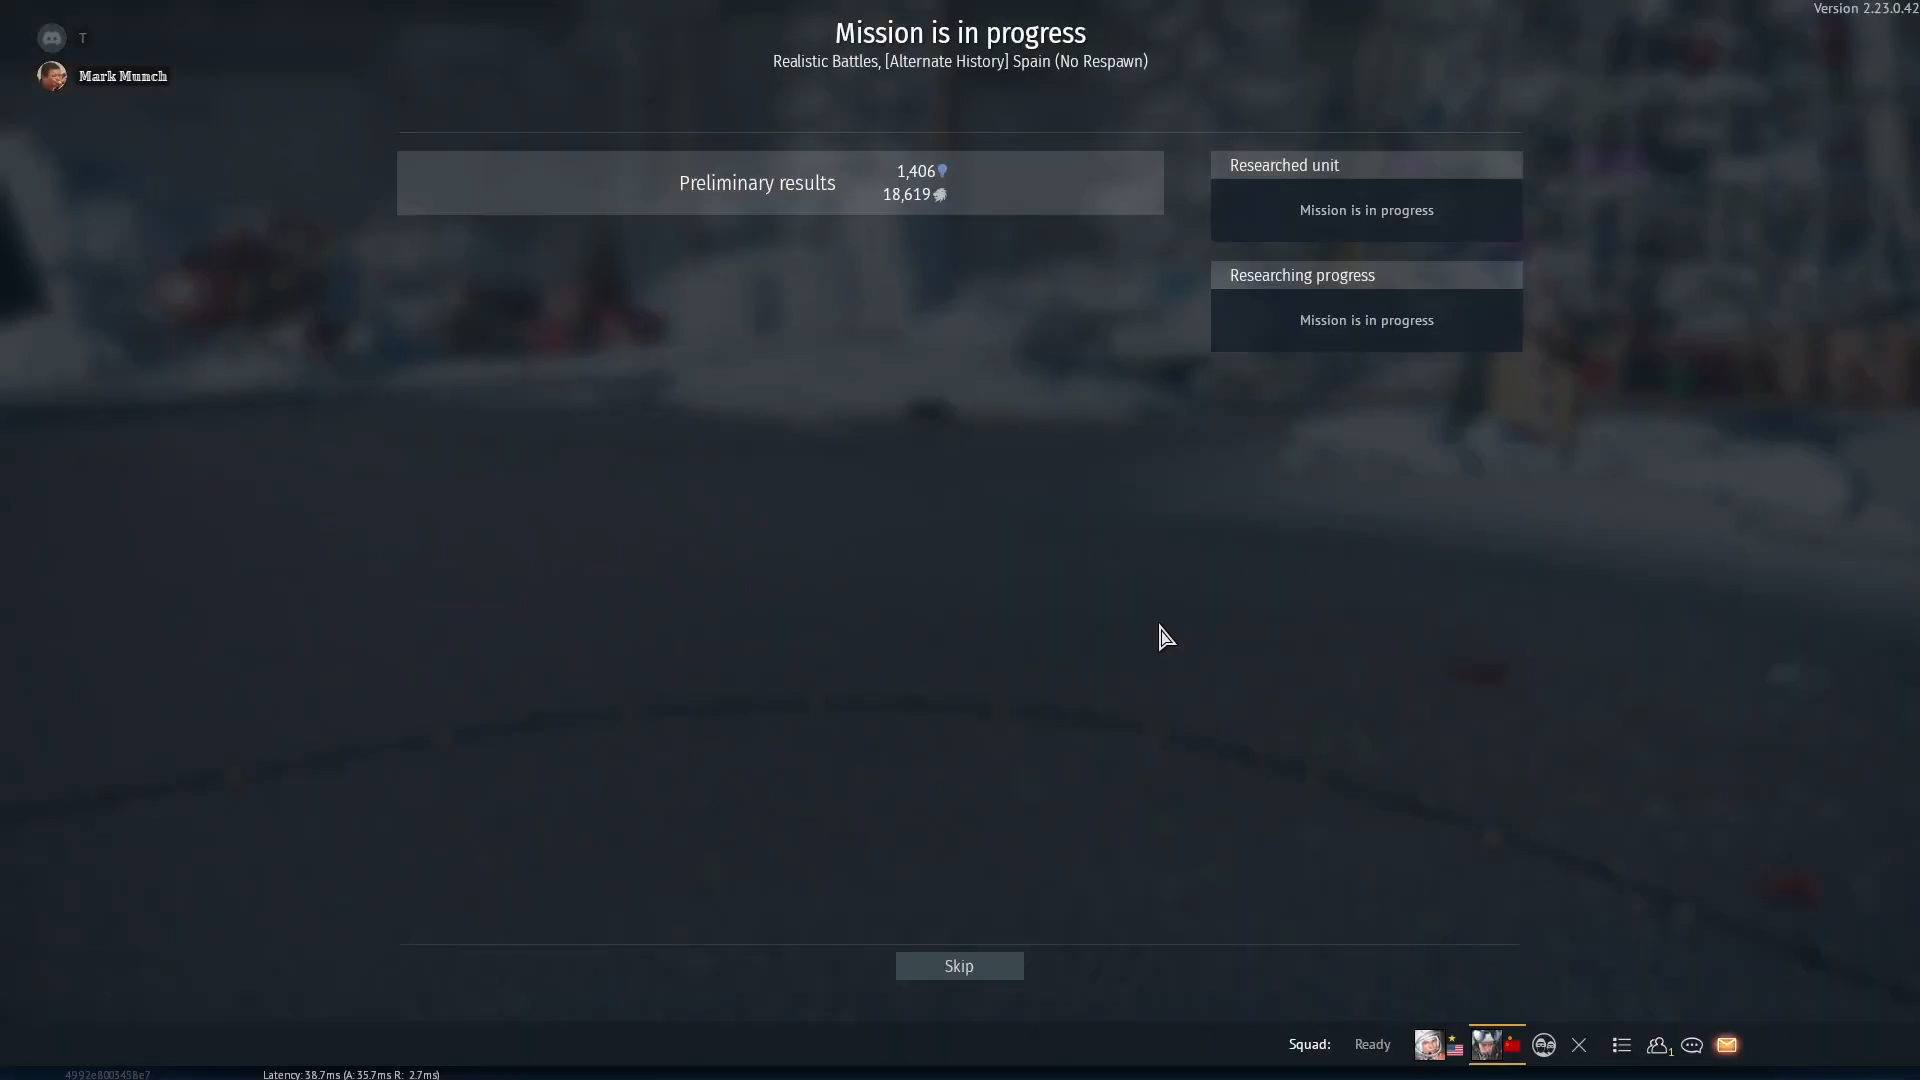 Version 2.23.0.42
Mission is in progress
Realistic Battles, [Alternate History] Spain (No Respawn)
T
Mark Munch
Preliminary results
1,406
18,619
Researched unit
Mission is in progress
Researching progress
Mission is in progress
Skip
Squad:
Ready
1
4992e8003458e7
Latency: 38.7ms (A: 35.7ms R: 2.7ms)